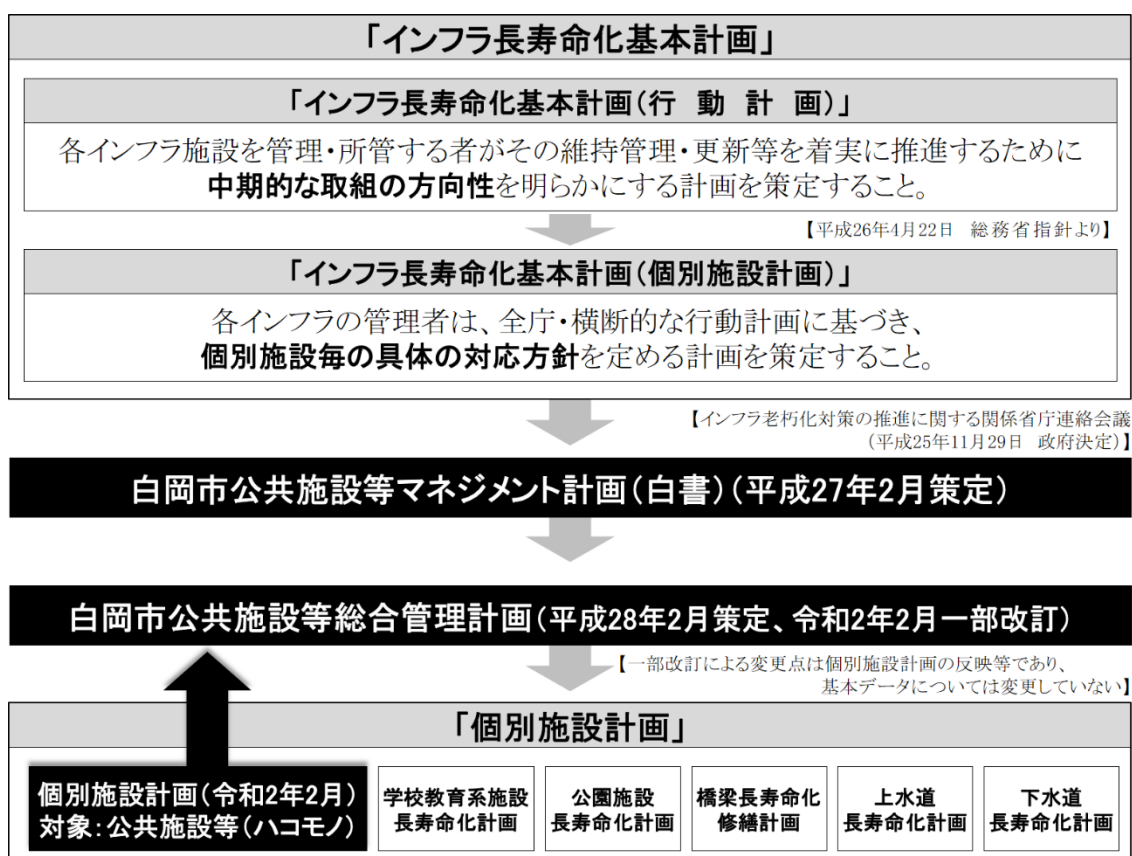 「インフラ長寿命化基本計画」
「インフラ長寿命化基本計画(行　動　計　画)」
各インフラ施設を管理・所管する者がその維持管理・更新等を着実に推進するために
中期的な取組の方向性を明らかにする計画を策定すること。
【平成26年4月22日　総務省指針より】
「インフラ長寿命化基本計画(個別施設計画)」
各インフラの管理者は、全庁・横断的な行動計画に基づき、
個別施設毎の具体の対応方針を定める計画を策定すること。
【インフラ老朽化対策の推進に関する関係省庁連絡会議
(平成25年11月29日　政府決定)】
白岡市公共施設等マネジメント計画(白書)(平成27年2月策定)
白岡市公共施設等総合管理計画(平成28年2月策定、令和2年2月一部改訂)
【一部改訂による変更点は個別施設計画の反映等であり、
基本データについては変更していない】
「個別施設計画」
個別施設計画(令和2年2月)
対象:公共施設等(ハコモノ)
学校教育系施設
長寿命化計画
公園施設
長寿命化計画
橋梁長寿命化
修繕計画
上水道
長寿命化計画
下水道
長寿命化計画